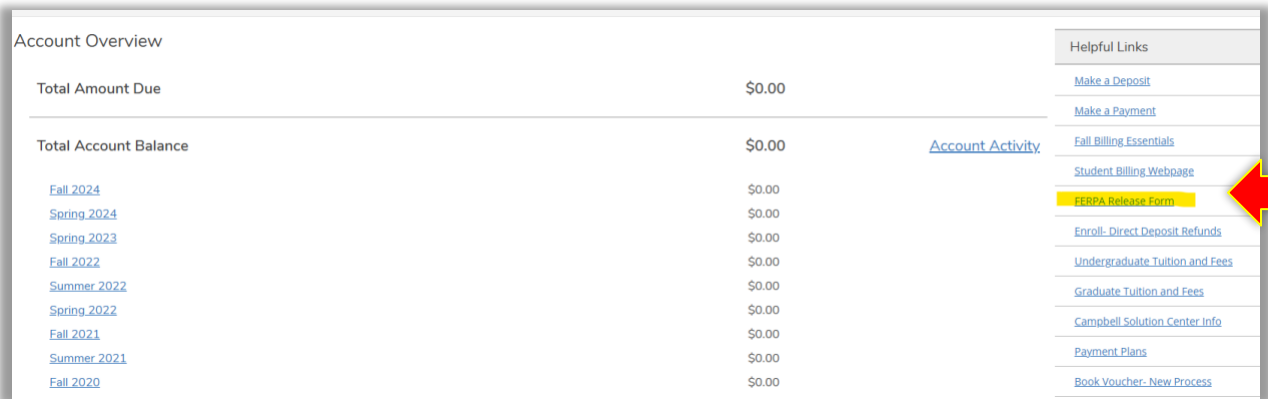 Account Overview
Total Amount Due $0.00
Total Account Balance $0.00 Account Activity
Fall 2024 $0.00
Spring 2024 $0.00
Spring 2023 $0.00
Fall 2022 $0.00
Summer 2022 $0.00
Spring 2022 $0.00
Fall 2021 $0.00
Summer 2021 $0.00
Fall 2020 $0.00
Helpful Links
Make a Deposit
Make a Payment
Fall Billing Essentials
Student Billing Webpage
FERPA Release Form
Enroll- Direct Deposit Refunds
Undergraduate Tuition and Fees
Graduate Tuition and Fees
Campbell Solution Center Info
Payment Plans
Book Voucher- New Process